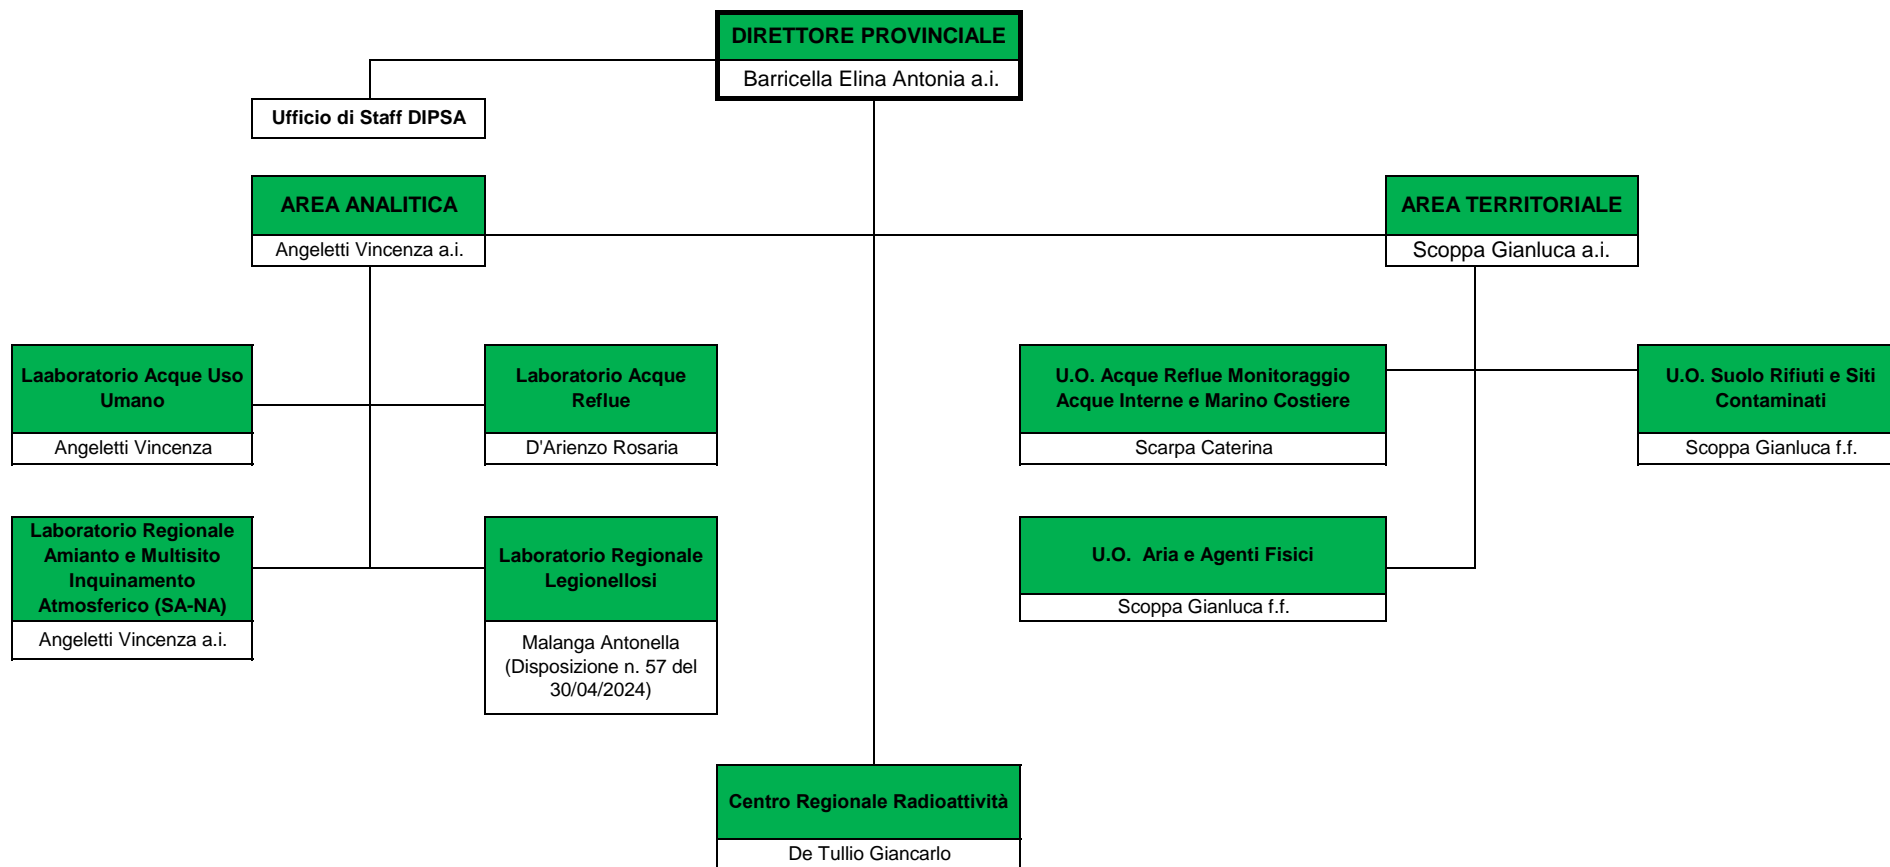 DIRETTORE PROVINCIALE
Barricella Elina Antonia a.i.
Ufficio di Staff DIPSA
AREA ANALITICA
Angeletti Vincenza a.i.
AREA TERRITORIALE
Scoppa Gianluca a.i.
Laaboratorio Acque Uso
Umano
Angeletti Vincenza
Laboratorio Acque
Reflue
D'Arienzo Rosaria
U.O. Acque Reflue Monitoraggio
Acque Interne e Marino Costiere
Scarpa Caterina
U.O. Suolo Rifiuti e Siti
Contaminati
Scoppa Gianluca f.f.
Laboratorio Regionale
Amianto e Multisito
Inquinamento
Atmosferico (SA-NA)
Angeletti Vincenza a.i.
Laboratorio Regionale
Legionellosi
Malanga Antonella
(Disposizione n. 57 del
30/04/2024)
U.O. Aria e Agenti Fisici
Scoppa Gianluca f.f.
Centro Regionale Radioattività
De Tullio Giancarlo